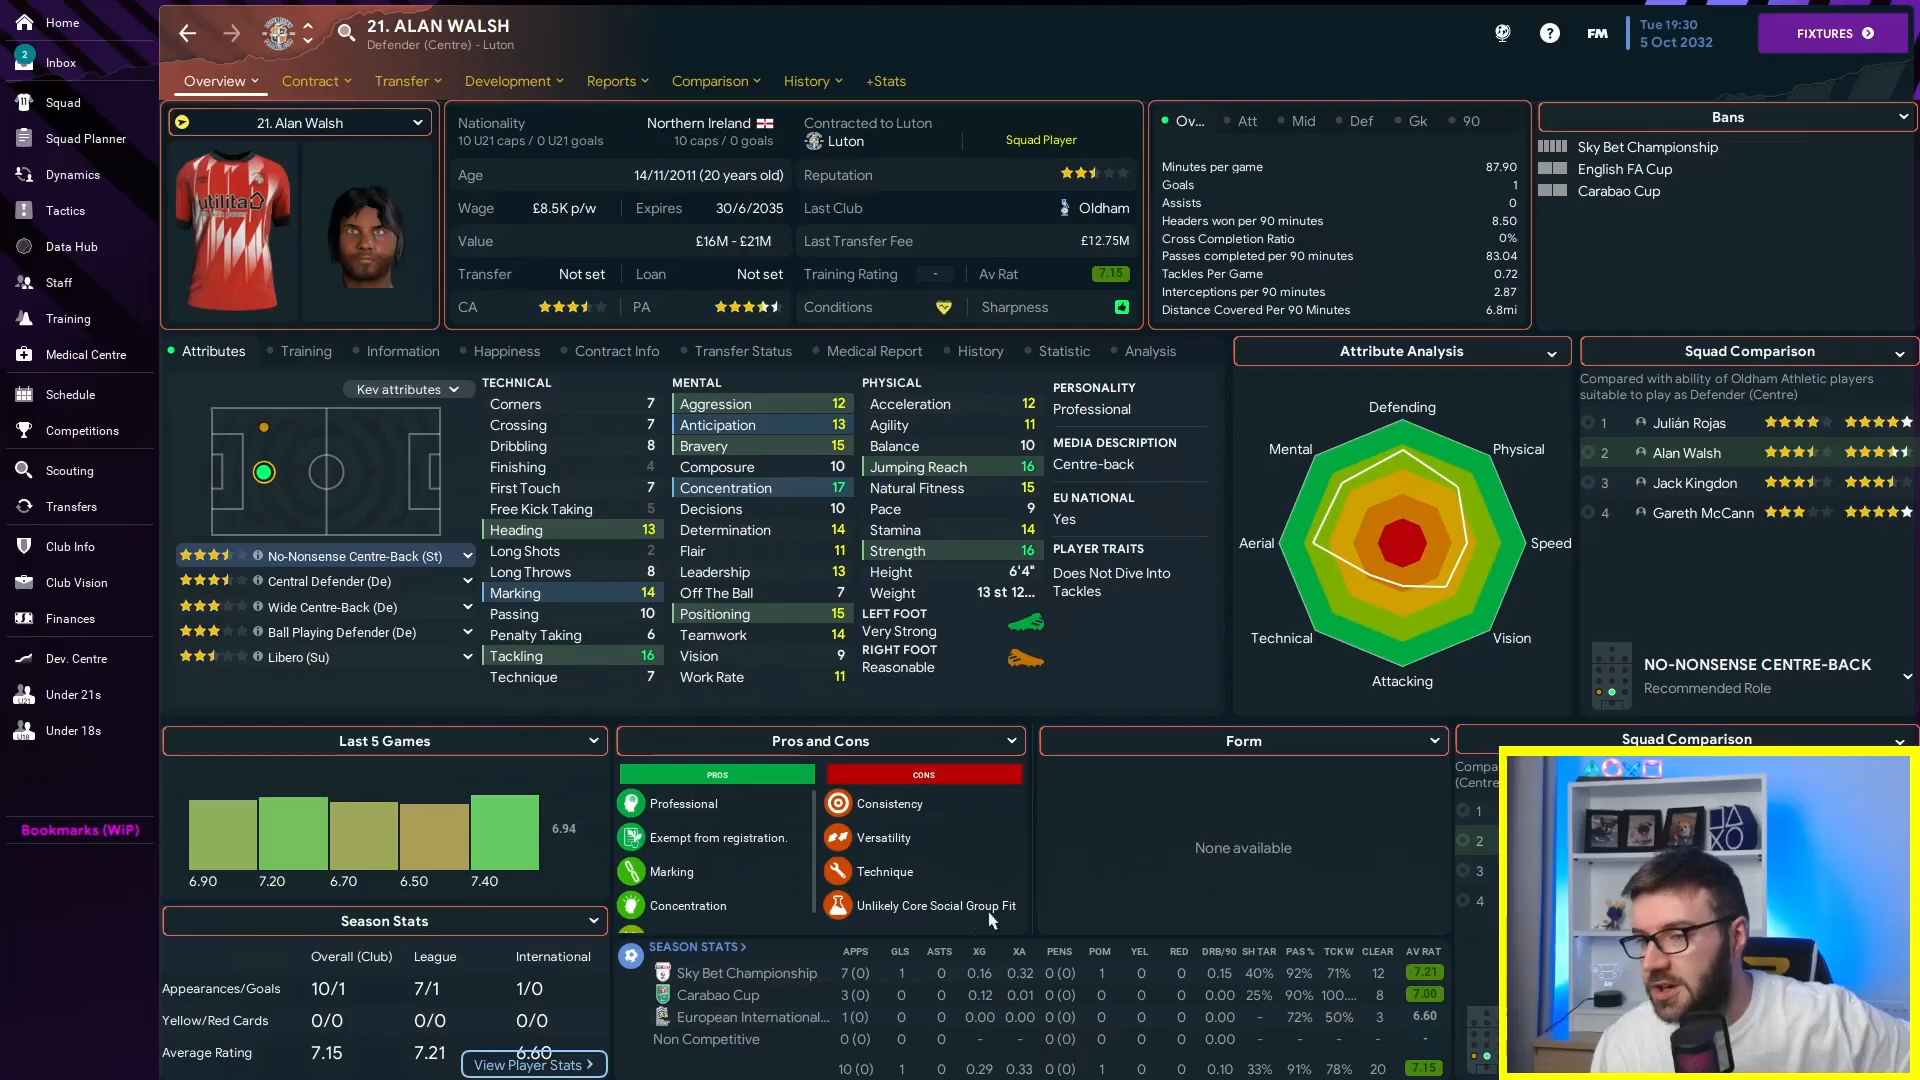 Home
2
Inbox
Squad
Squad Planner
Dynamics
Tactics
Data Hub
Staff
Training
Medical Centre
Schedule
Competitions
Scouting
Transfers
Club Info
Club Vision
Finances
Dev. Centre
Under 21s
Under 18s
Bookmarks (WiP)
21. ALAN WALSH
Defender (Centre) - Luton
FM
Tue 19:30
5 Oct 2032
FIXTURES
Overview Contract Transfer Development Reports Comparison History +Stats
21. Alan Walsh
utilita
Nationality Northern Ireland
10 U21 caps / 0 U21 goals 10 caps / 0 goals
Age 14/11/2011 (20 years old)
Wage £8.5K p/w Expires 30/6/2035
Value £16M - £21M
Transfer Not set Loan Not set
CA PA
Contracted to Luton
Luton Squad Player
Reputation
Last Club Oldham
Last Transfer Fee £12.75M
Training Rating - Av Rat 7.15
Conditions Sharpness
Ov... Att Mid Def Gk 90
Minutes per game 87.90
Goals 1
Assists 0
Headers won per 90 minutes 8.50
Cross Completion Ratio 0%
Passes completed per 90 minutes 83.04
Tackles Per Game 0.72
Interceptions per 90 minutes 2.87
Distance Covered Per 90 Minutes 6.8mi
Bans
Sky Bet Championship
English FA Cup
Carabao Cup
Attributes Training Information Happiness Contract Info Transfer Status Medical Report History Statistic Analysis
Key attributes
No-Nonsense Centre-Back (St)
Central Defender (De)
Wide Centre-Back (De)
Ball Playing Defender (De)
Libero (Su)
TECHNICAL
Corners 7
Crossing 7
Dribbling 8
Finishing 4
First Touch 7
Free Kick Taking 5
Heading 13
Long Shots 2
Long Throws 8
Marking 14
Passing 10
Penalty Taking 6
Tackling 16
Technique 7
MENTAL
Aggression 12
Anticipation 13
Bravery 15
Composure 10
Concentration 17
Decisions 10
Determination 14
Flair 11
Leadership 13
Off The Ball 7
Positioning 15
Teamwork 14
Vision 9
Work Rate 11
PHYSICAL
Acceleration 12
Agility 11
Balance 10
Jumping Reach 16
Natural Fitness 15
Pace 9
Stamina 14
Strength 16
Height 6'4"
Weight 13 st 12...
LEFT FOOT
Very Strong
RIGHT FOOT
Reasonable
PERSONALITY
Professional
MEDIA DESCRIPTION
Centre-back
EU NATIONAL
Yes
PLAYER TRAITS
Does Not Dive Into
Tackles
Attribute Analysis
Defending
Mental Physical
Aerial Speed
Technical Vision
Attacking
Squad Comparison
Compared with ability of Oldham Athletic players
suitable to play as Defender (Centre)
1 Julián Rojas
2 Alan Walsh
3 Jack Kingdon
4 Gareth McCann
NO-NONSENSE CENTRE-BACK
Recommended Role
Last 5 Games
6.94
6.90 7.20 6.70 6.50 7.40
Season Stats
Overall (Club) League International
Appearances/Goals 10/1 7/1 1/0
Yellow/Red Cards 0/0 0/0 0/0
Average Rating 7.15 7.21 6.60
View Player Stats
Pros and Cons
PROS CONS
Professional
Exempt from registration.
Marking
Concentration
Consistency
Versatility
Technique
Unlikely Core Social Group Fit
Form
None available
Squad Comparison
Compa
(Centre
1
2
3
4
SEASON STATS APPS GLS ASTS XG XA PENS POM YEL RED DRB/90 SH TAR PAS % TCK W CLEAR AV RAT
Sky Bet Championship 7 (0) 1 0 0.16 0.32 0 (0) 1 0 0 0.15 40% 92% 71% 12 7.21
Carabao Cup 3 (0) 0 0 0.12 0.01 0 (0) 0 0 0 0.00 25% 90% 100.... 8 7.00
European International... 1 (0) 0 0 0.00 0.00 0 (0) 0 0 0 0.00 - 72% 50% 3 6.60
Non Competitive 0 (0) 0 0 - - 0 (0) 0 0 0 0.00 - - - - -
10 (0) 1 0 0.29 0.33 0 (0) 1 0 0 0.10 33% 91% 78% 20 7.15